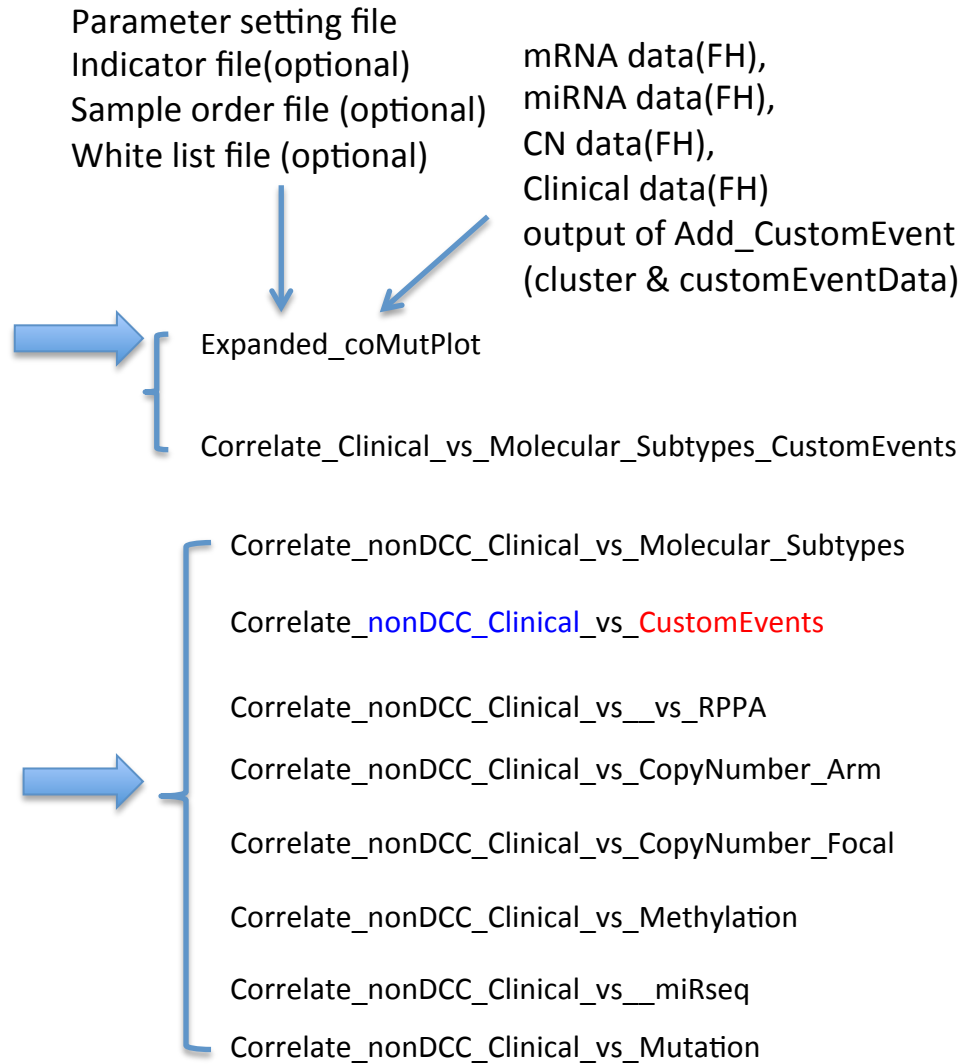 Parameter setting file
Indicator file(optional)
Sample order file (optional)
White list file (optional)
mRNA data(FH),
miRNA data(FH),
CN data(FH),
Clinical data(FH)
output of Add_CustomEvent
(cluster & customEventData)
Expanded_coMutPlot
Correlate_Clinical_vs_Molecular_Subtypes_CustomEvents
Correlate_nonDCC_Clinical_vs_Molecular_Subtypes
Correlate_nonDCC_Clinical_vs_CustomEvents
Correlate_nonDCC_Clinical_vs__vs_RPPA
Correlate_nonDCC_Clinical_vs_CopyNumber_Arm
Correlate_nonDCC_Clinical_vs_CopyNumber_Focal
Correlate_nonDCC_Clinical_vs_Methylation
Correlate_nonDCC_Clinical_vs__miRseq
Correlate_nonDCC_Clinical_vs_Mutation